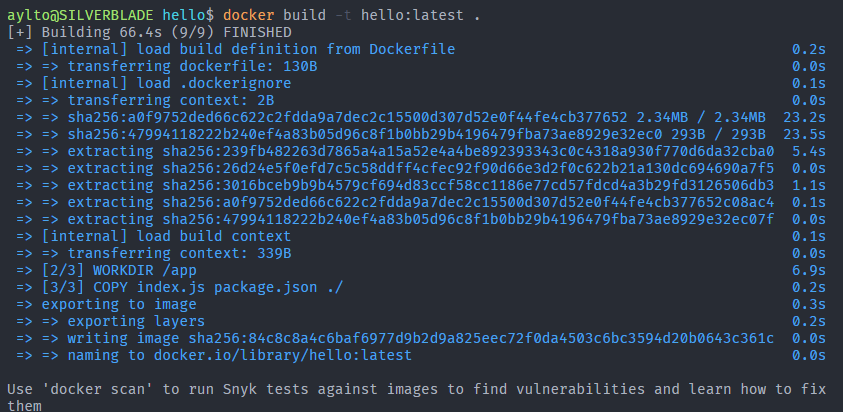 aylto@SILVERBLADE hello$ docker build -t hello:latest .
[+] Building 66.4s (9/9) FINISHED
=> [internal] load build definition from Dockerfile 0.2s
=> => transferring dockerfile: 130B 0.0s
=> [internal] load .dockerignore 0.1s
=> => transferring context: 2B 0.0s
=> => sha256:a0f9752ded66c622c2fdda9a7dec2c15500d307d52e0f44fe4cb377652 2.34MB / 2.34MB 23.2s
=> => sha256:47994118222b240ef4a83b05d96c8f1b0bb29b4196479fba73ae8929e32ec0 293B / 293B 23.5s
=> => extracting sha256:239fb482263d7865a4a15a52e4a4be892393343c0c4318a930f770d6da32cba0 5.4s
=> => extracting sha256:26d24e5f0efd7c5c58ddff4cfec92f90d66e3d2f0c622b21a130dc694690a7f5 0.0s
=> => extracting sha256:3016bceb9b9b4579cf694d83ccf58cc1186e77cd57fdcd4a3b29fd3126506db3 1.1s
=> => extracting sha256:a0f9752ded66c622c2fdda9a7dec2c15500d307d52e0f44fe4cb377652c08ac4 0.1s
=> => extracting sha256:47994118222b240ef4a83b05d96c8f1b0bb29b4196479fba73ae8929e32ec07f 0.0s
=> [internal] load build context 0.1s
=> => transferring context: 339B 0.0s
=> [2/3] WORKDIR /app 6.9s
=> [3/3] COPY index.js package.json ./ 0.2s
=> exporting to image 0.3s
=> => exporting layers 0.2s
=> => writing image sha256:84c8c8a4c6baf6977d9b2d9a825eec72f0da4503c6bc3594d20b0643c361c 0.0s
=> => naming to docker.io/library/hello:latest 0.0s
Use 'docker scan' to run Snyk tests against images to find vulnerabilities and learn how to fix
them